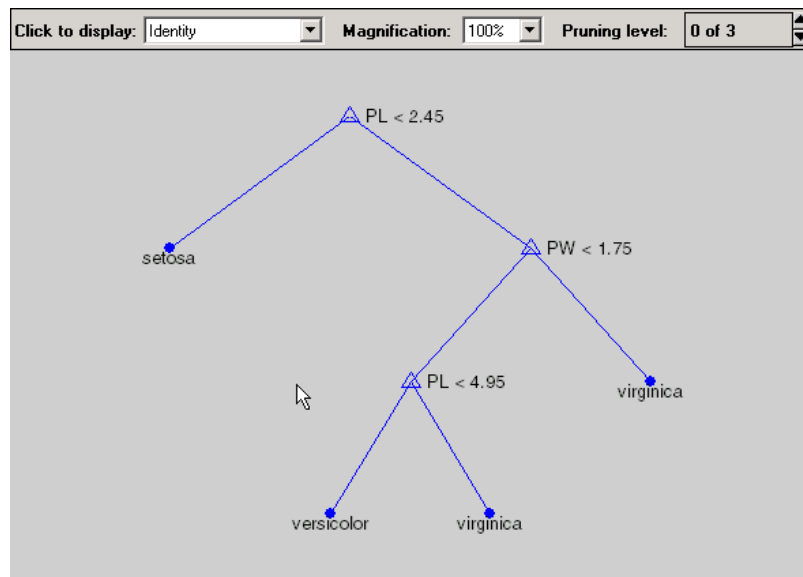 Click to display: Identity Magnification: 100% Pruning level: 0 of 3
PL < 2.45
setosa
PW < 1.75
PL < 4.95
virginica
versicolor
virginica